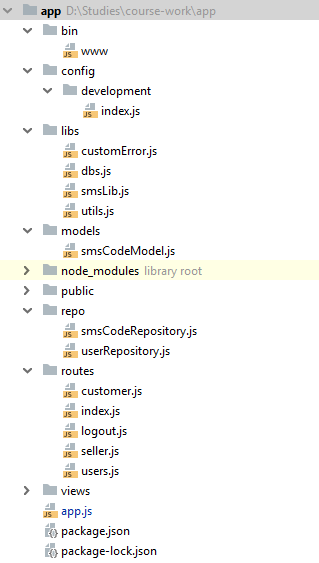 app D:\Studies\course-work\app
bin
www
config
development
index.js
libs
customError.js
dbs.js
smsLib.js
utils.js
models
smsCodeModel.js
node_modules library root
public
repo
smsCodeRepository.js
userRepository.js
routes
customer.js
index.js
logout.js
seller.js
users.js
views
app.js
package.json
package-lock.json